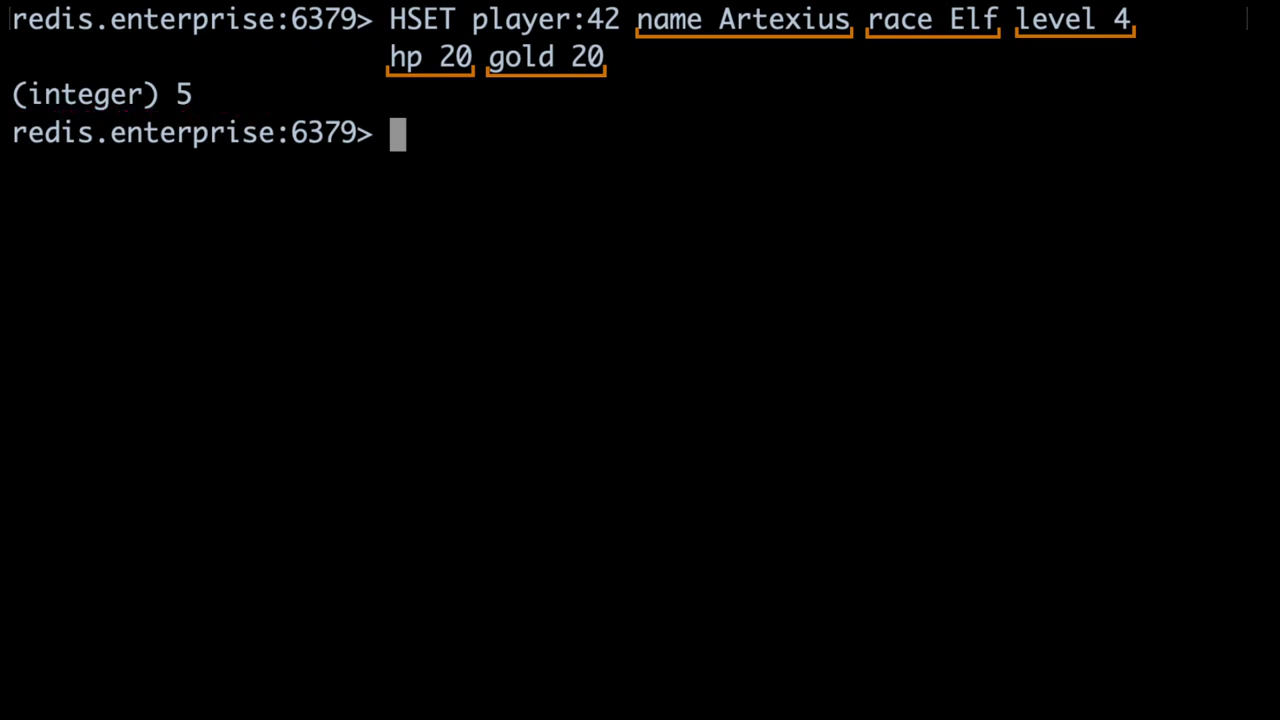 redis.enterprise:6379> HSET player:42 name Artexius race Elf level 4
hp 20 gold 20
(integer) 5
redis.enterprise:6379>